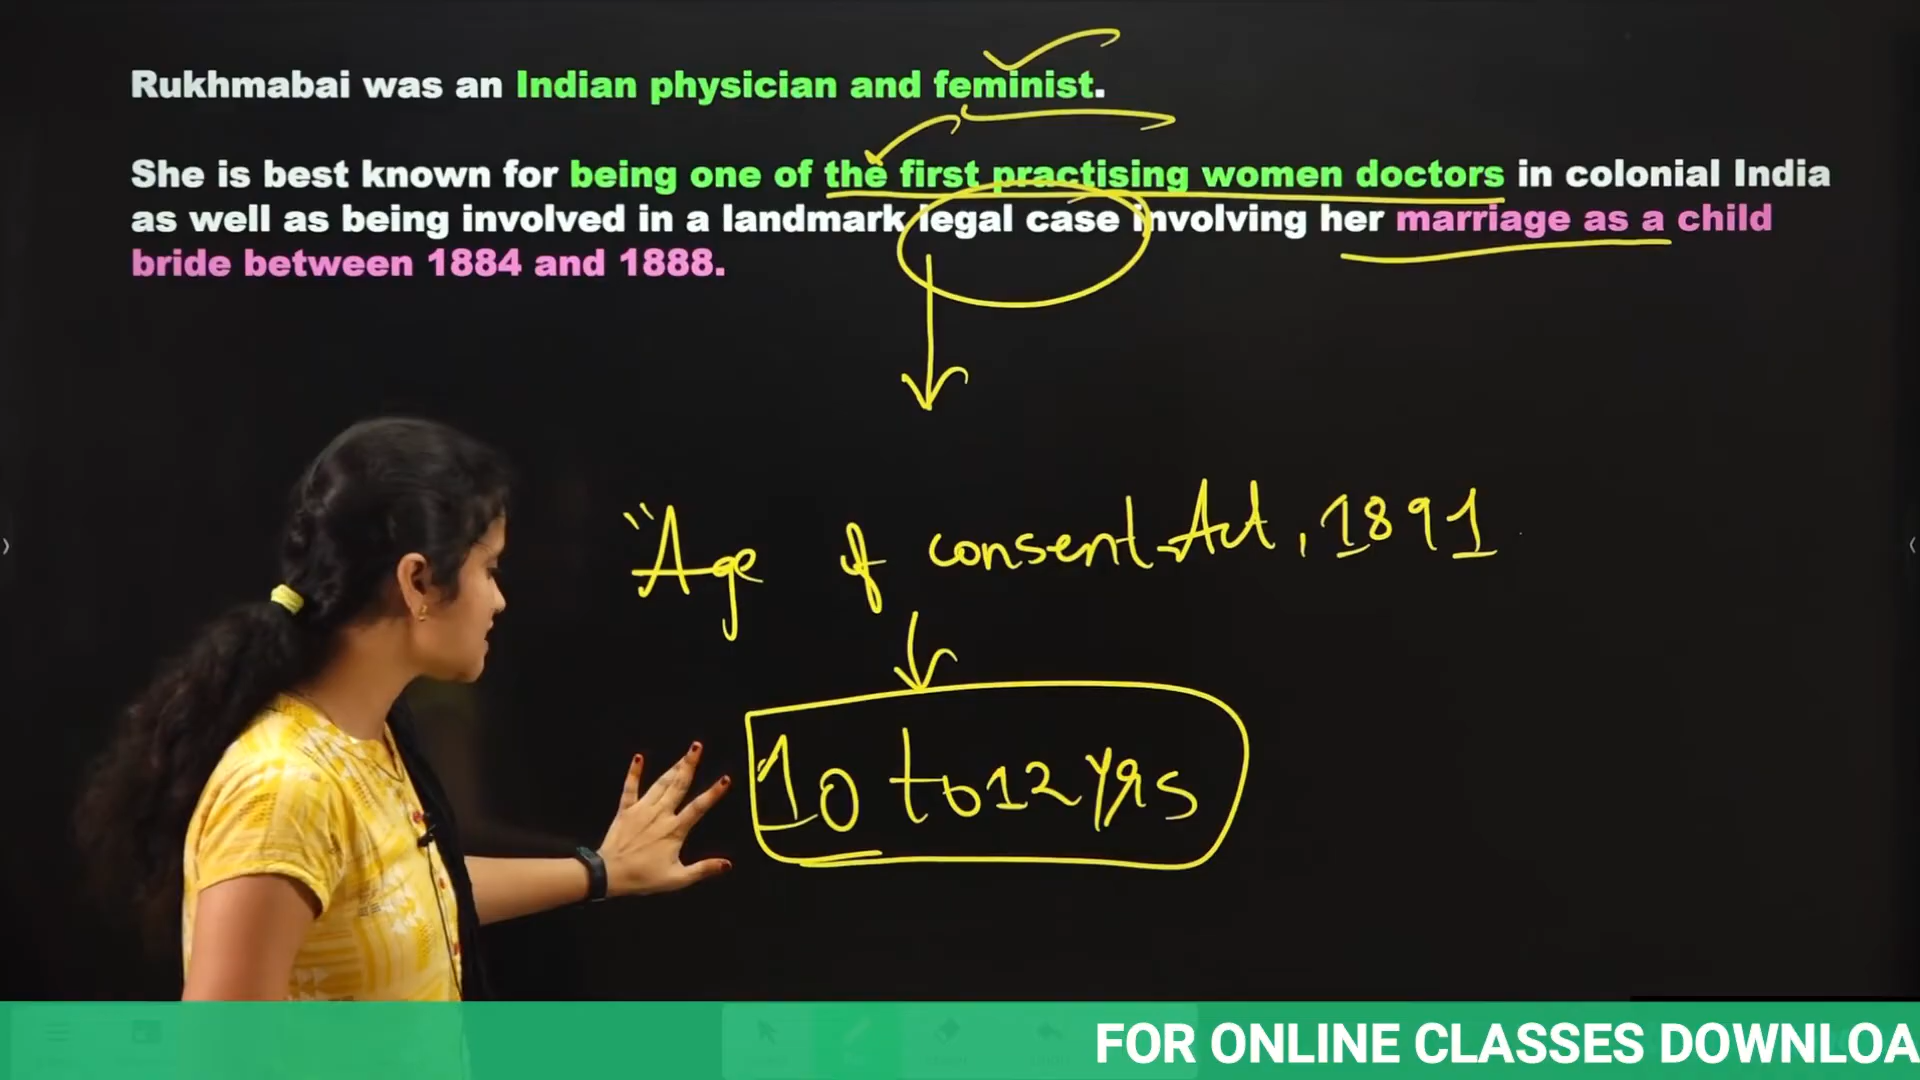 Rukhmabai was an Indian physician and feminist.
She is best known for being one of the first practising women doctors in colonial India
as well as being involved in a landmark legal case involving her marriage as a child
bride between 1884 and 1888.
"Age of consent Act, 1891
10 to 12 yrs
FOR ONLINE CLASSES DOWNLOA